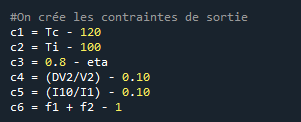 #On crée les contraintes de sortie
c1 = Tc - 120
c2 = Ti - 100
c3 = 0.8 - eta
c4 = (DV2/V2) - 0.10
c5 = (I10/I1) - 0.10
c6 = f1 + f2 - 1